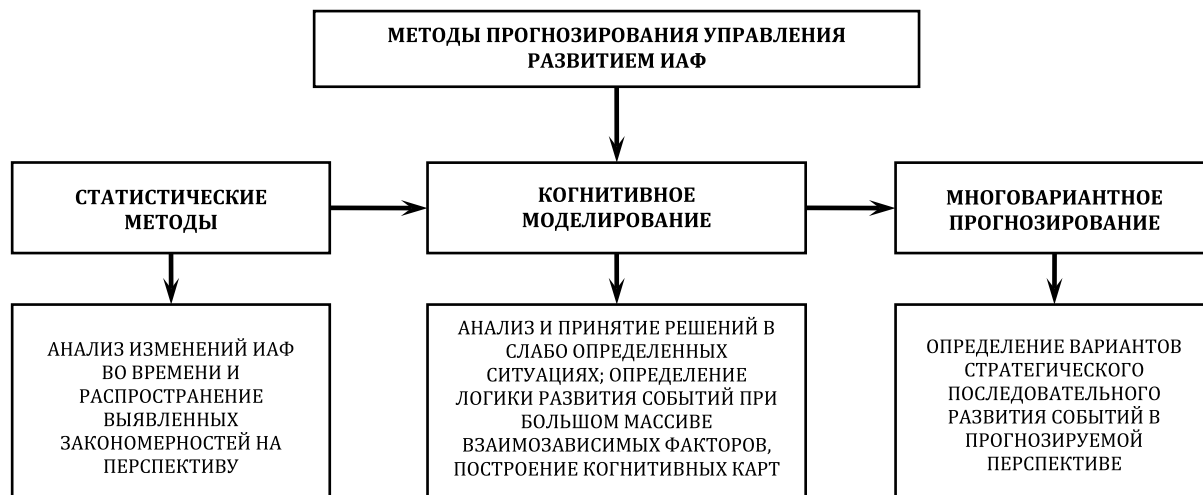 МЕТОДЫ ПРОГНОЗИРОВАНИЯ УПРАВЛЕНИЯ
РАЗВИТИЕМ ИАФ
СТАТИСТИЧЕСКИЕ
МЕТОДЫ
КОГНИТИВНОЕ
МОДЕЛИРОВАНИЕ
МНОГОВАРИАНТНОЕ
ПРОГНОЗИРОВАНИЕ
АНАЛИЗ ИЗМЕНЕНИЙ ИАФ
ВО ВРЕМЕНИ И
РАСПРОСТРАНЕНИЕ
ВЫЯВЛЕННЫХ
ЗАКОНОМЕРНОСТЕЙ НА
ПЕРСПЕКТИВУ
АНАЛИЗ И ПРИНЯТИЕ РЕШЕНИЙ В
СЛАБО ОПРЕДЕЛЕННЫХ
СИТУАЦИЯХ; ОПРЕДЕЛЕНИЕ
ЛОГИКИ РАЗВИТИЯ СОБЫТИЙ ПРИ
БОЛЬШОМ МАССИВЕ
ВЗАИМОЗАВИСИМЫХ ФАКТОРОВ,
ПОСТРОЕНИЕ КОГНИТИВНЫХ КАРТ
ОПРЕДЕЛЕНИЕ ВАРИАНТОВ
СТРАТЕГИЧЕСКОГО
ПОСЛЕДОВАТЕЛЬНОГО
РАЗВИТИЯ СОБЫТИЙ В
ПРОГНОЗИРУЕМОЙ
ПЕРСПЕКТИВЕ